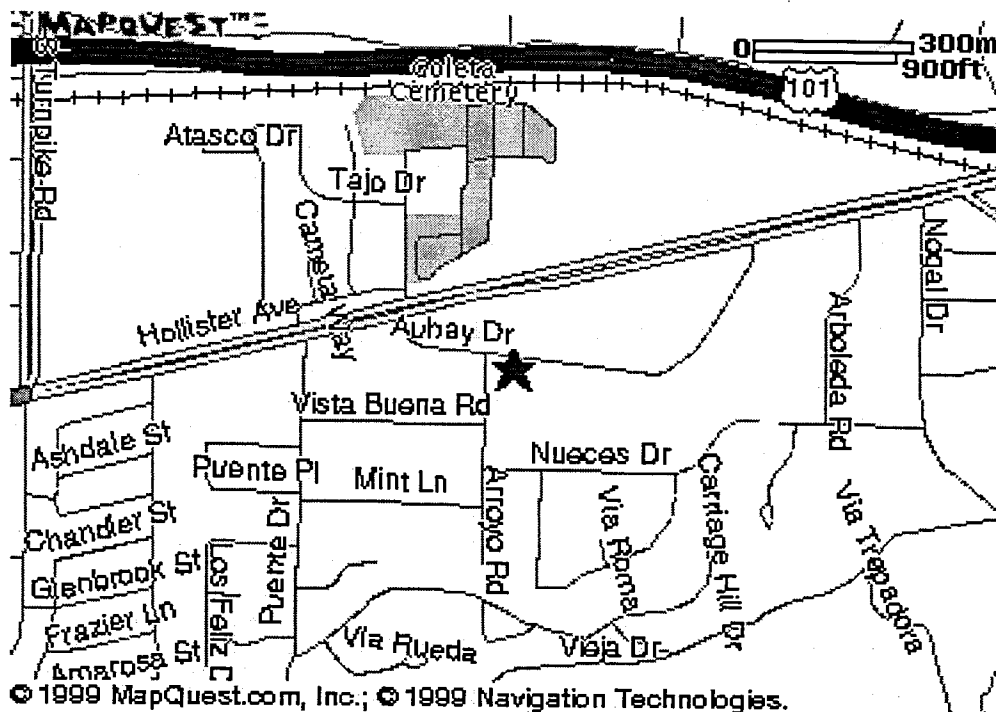 MAPQUEST™
0 300m
900ft
101
Goleta
Cemetery
S Turnpike Rd
Atasco Dr
Tajo Dr
Cameta Way
Hollister Ave
Auhay Dr
Nogal Dr
Arboleda Rd
Vista Buena Rd
Ashdale St
Puente Pl
Mint Ln
Nueces Dr
Arroyo Rd
Via Roma
Carriage Hill Dr
Via Trepadora
Chandler St
Puente Dr
Glenbrook St
Los Feliz D
Frazier Ln
Via Rueda
Vieja Dr
Amarosa St
© 1999 MapQuest.com, Inc.; © 1999 Navigation Technologies.